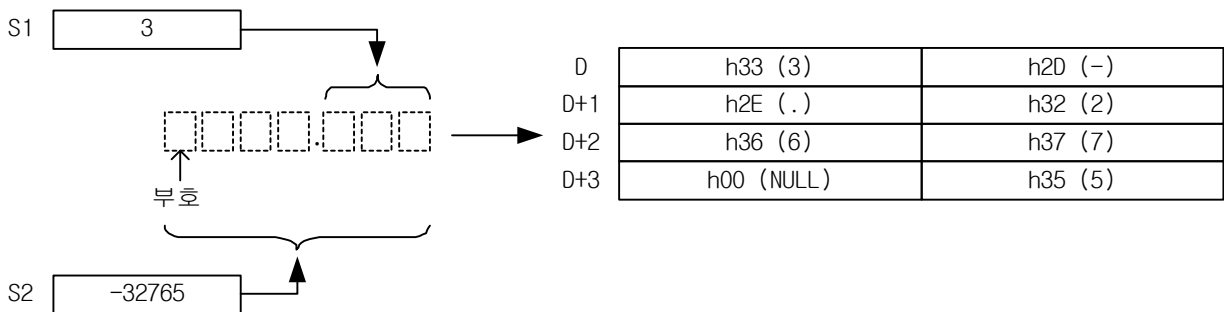 S1 3
D h33 (3) h2D (-)
D+1 h2E (.) h32 (2)
.
D+2 h36 (6) h37 (7)
D+3 h00 (NULL) h35 (5)
부호
S2 -32765